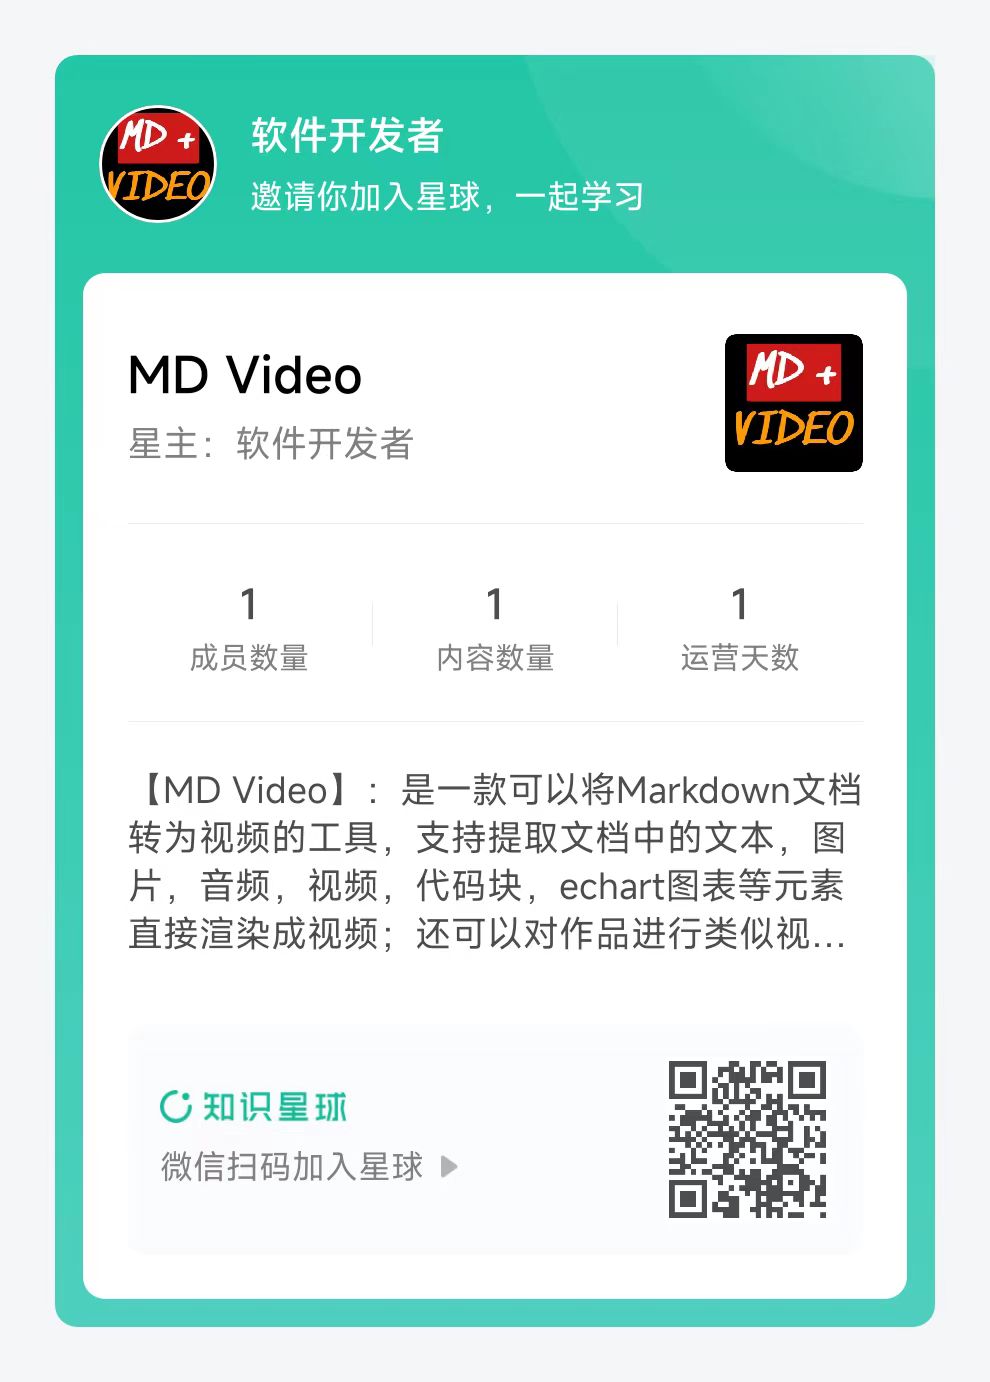 MD +
VIDEO
软件开发者
邀请你加入星球，一起学习
MD Video
星主：软件开发者
MD +
VIDEO
1
成员数量
1
内容数量
1
运营天数
【MD Video】：是一款可以将Markdown文档
转为视频的工具，支持提取文档中的文本，图
片，音频，视频，代码块，echart图表等元素
直接渲染成视频；还可以对作品进行类似视...
知识星球
微信扫码加入星球